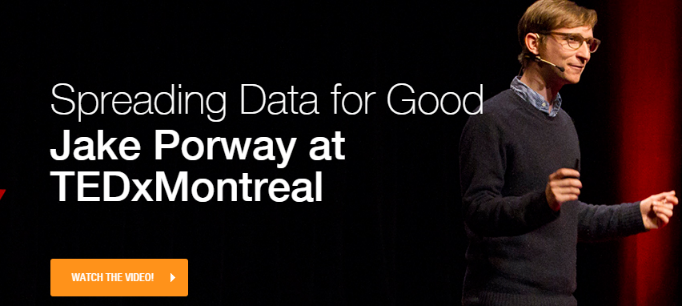 Spreading Data for Good
Jake Porway at
TEDxMontreal
WATCH THE VIDEO!